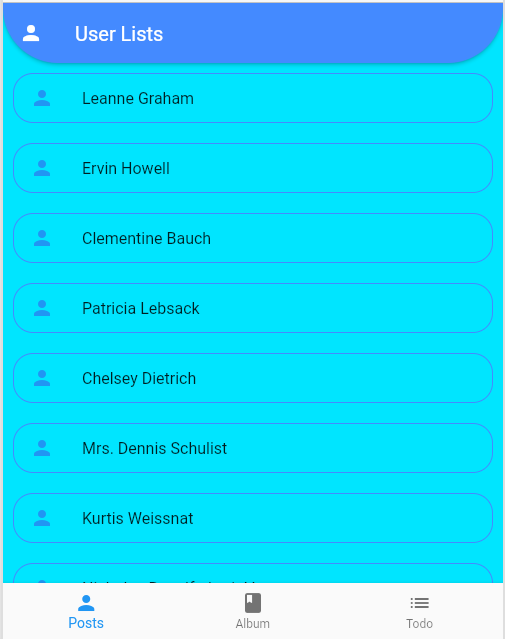 User Lists
Leanne Graham
Ervin Howell
Clementine Bauch
Patricia Lebsack
Chelsey Dietrich
Mrs. Dennis Schulist
Kurtis Weissnat
Posts
Album
Todo